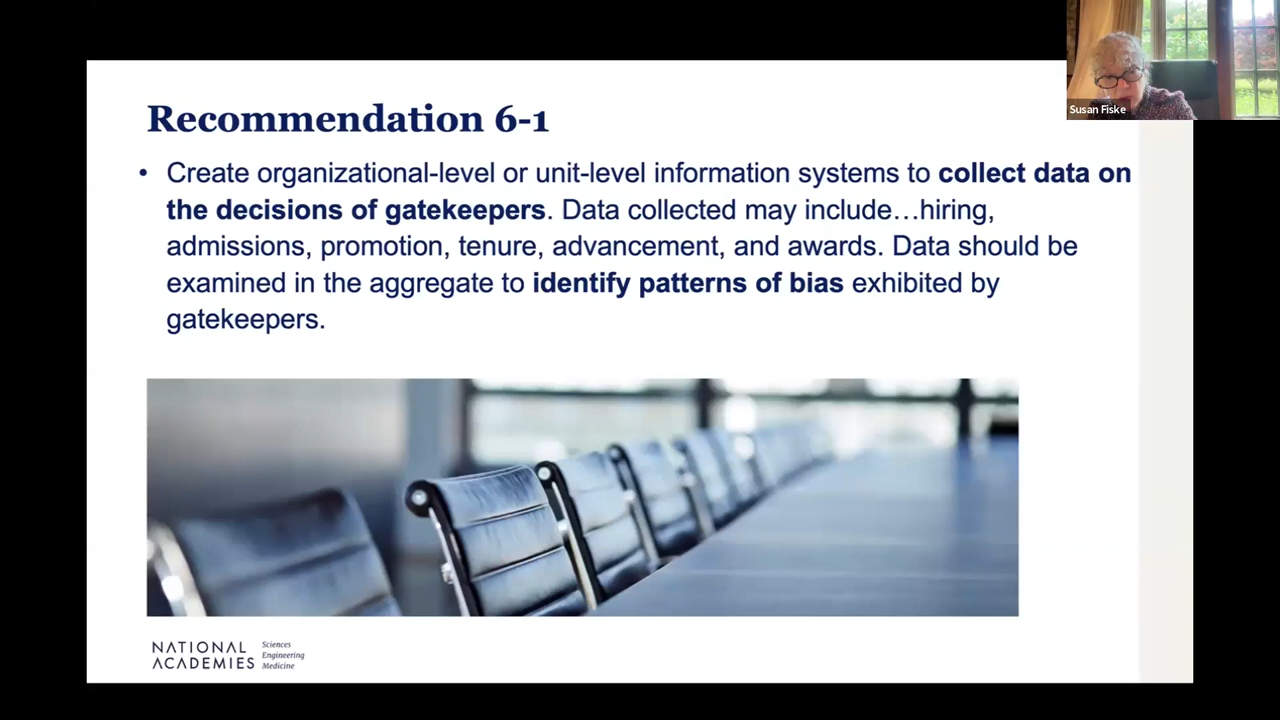 Recommendation 6-1
• Create organizational-level or unit-level information systems to collect data on
the decisions of gatekeepers. Data collected may include…hiring,
admissions, promotion, tenure, advancement, and awards. Data should be
examined in the aggregate to identify patterns of bias exhibited by
gatekeepers.
NATIONAL
ACADEMIES
Sciences
Engineering
Medicine
Susan Fiske